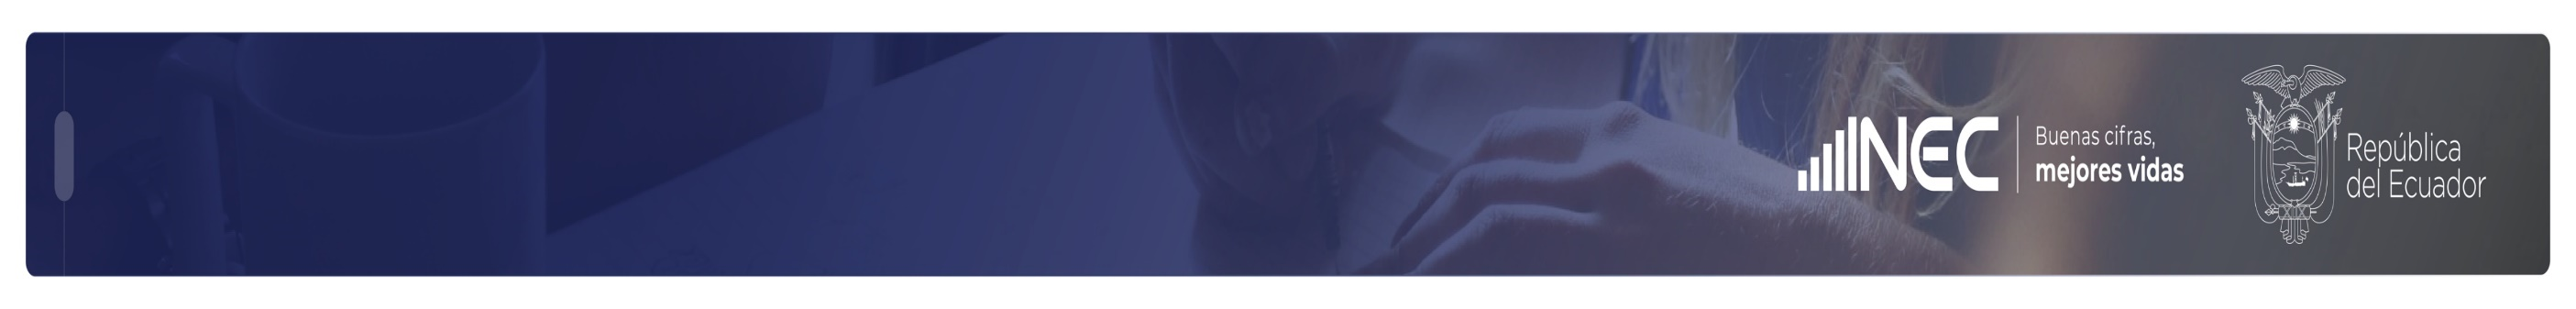 INEC
Buenas cifras,
mejores vidas
República
del Ecuador